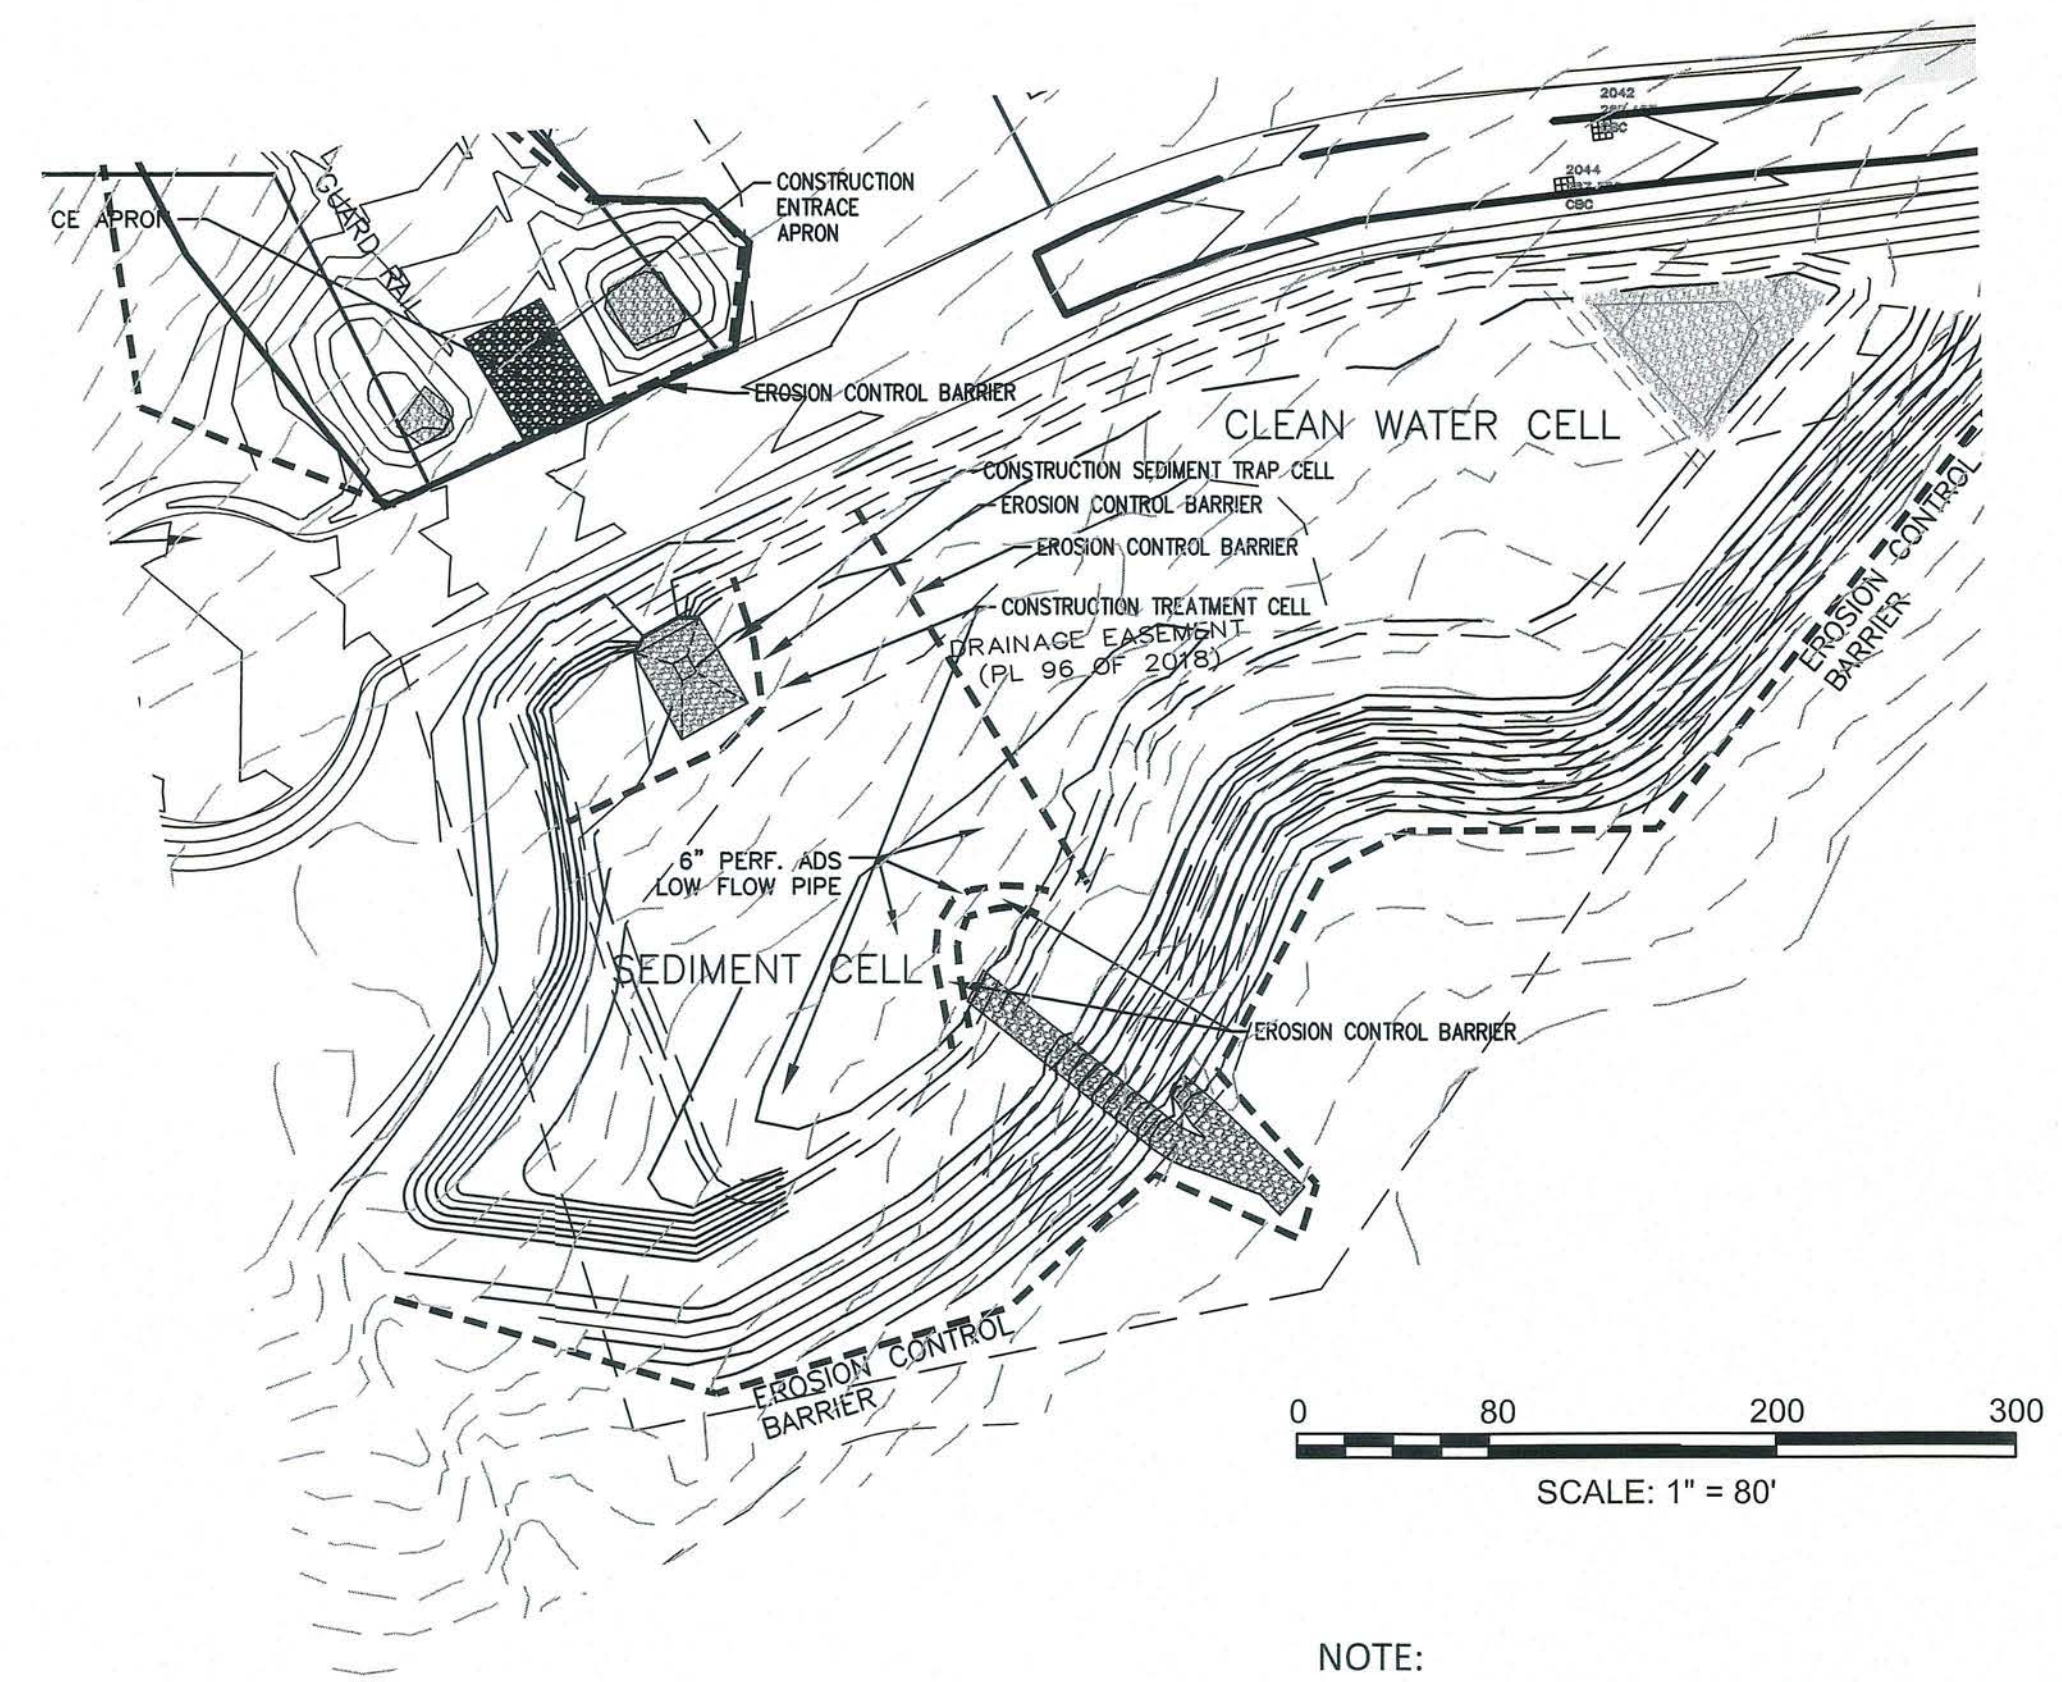 2042
CBC
2044
CBC
GUARD RA
CE APRON
CONSTRUCTION
ENTRACE
APRON
EROSION CONTROL BARRIER
CLEAN WATER CELL
CONSTRUCTION SEDIMENT TRAP CELL
EROSION CONTROL BARRIER
EROSION CONTROL BARRIER
CONSTRUCTION TREATMENT CELL
DRAINAGE EASEMENT
(PL 96 OF 2018)
EROSION CONTROL
BARRIER
6" PERF. ADS
LOW FLOW PIPE
SEDIMENT CELL
EROSION CONTROL BARRIER
EROSION CONTROL
BARRIER
0 80 200 300
SCALE: 1" = 80'
NOTE: